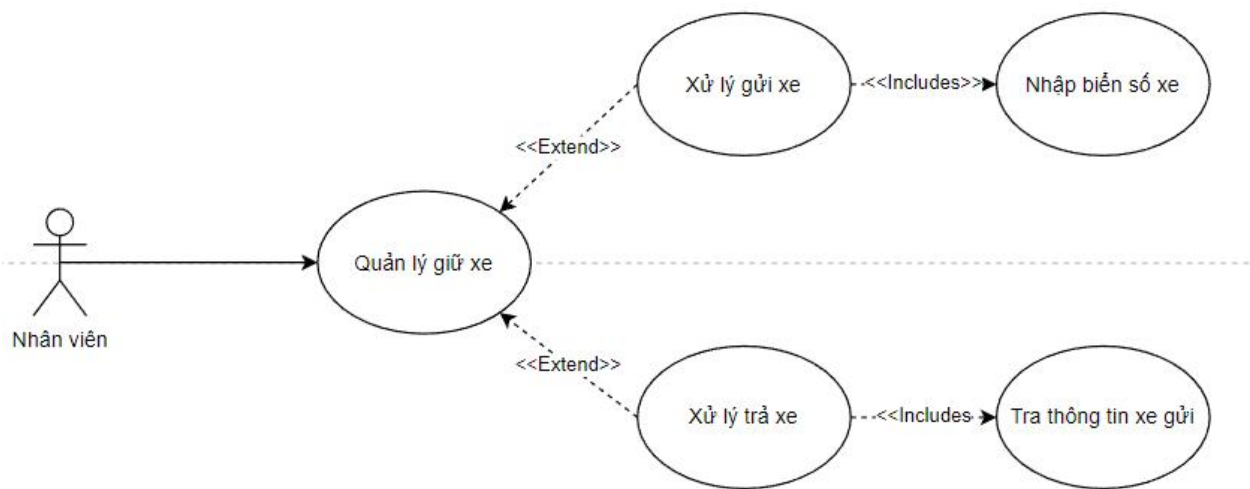 Xử lý gửi xe
<<Includes>>
Nhập biển số xe
<<Extend>>
Quản lý giữ xe
Nhân viên
<<Extend>>
Xử lý trả xe
<<Includes
Tra thông tin xe gửi